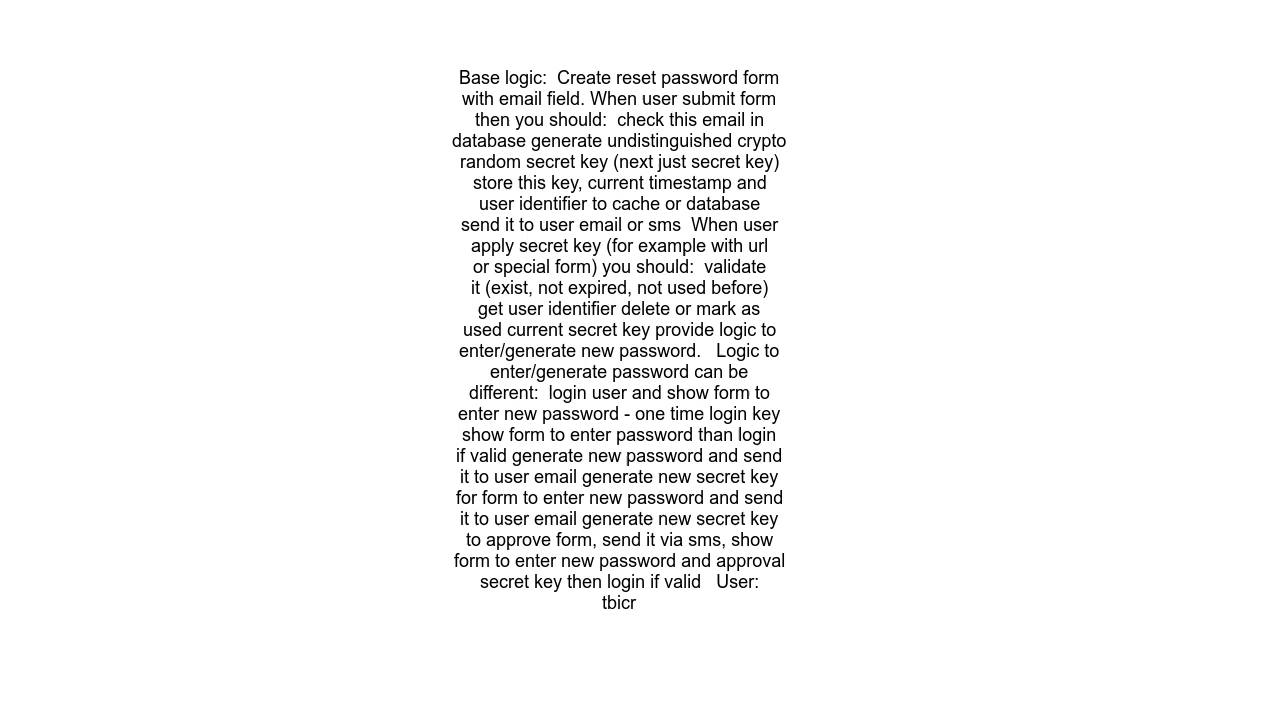 Base logic:  Create reset password form
with email field. When user submit form
then you should:  check this email in
database generate undistinguished crypto
random secret key (next just secret key)
store this key, current timestamp and
user identifier to cache or database
send it to user email or sms  When user
apply secret key (for example with url
or special form) you should:  validate
it (exist, not expired, not used before)
get user identifier delete or mark as
used current secret key provide logic to
enter/generate new password.   Logic to
enter/generate password can be
different:  login user and show form to
enter new password - one time login key
show form to enter password than login
if valid generate new password and send
it to user email generate new secret key
for form to enter new password and send
it to user email generate new secret key
to approve form, send it via sms, show
form to enter new password and approval
secret key then login if valid   User:
tbicr